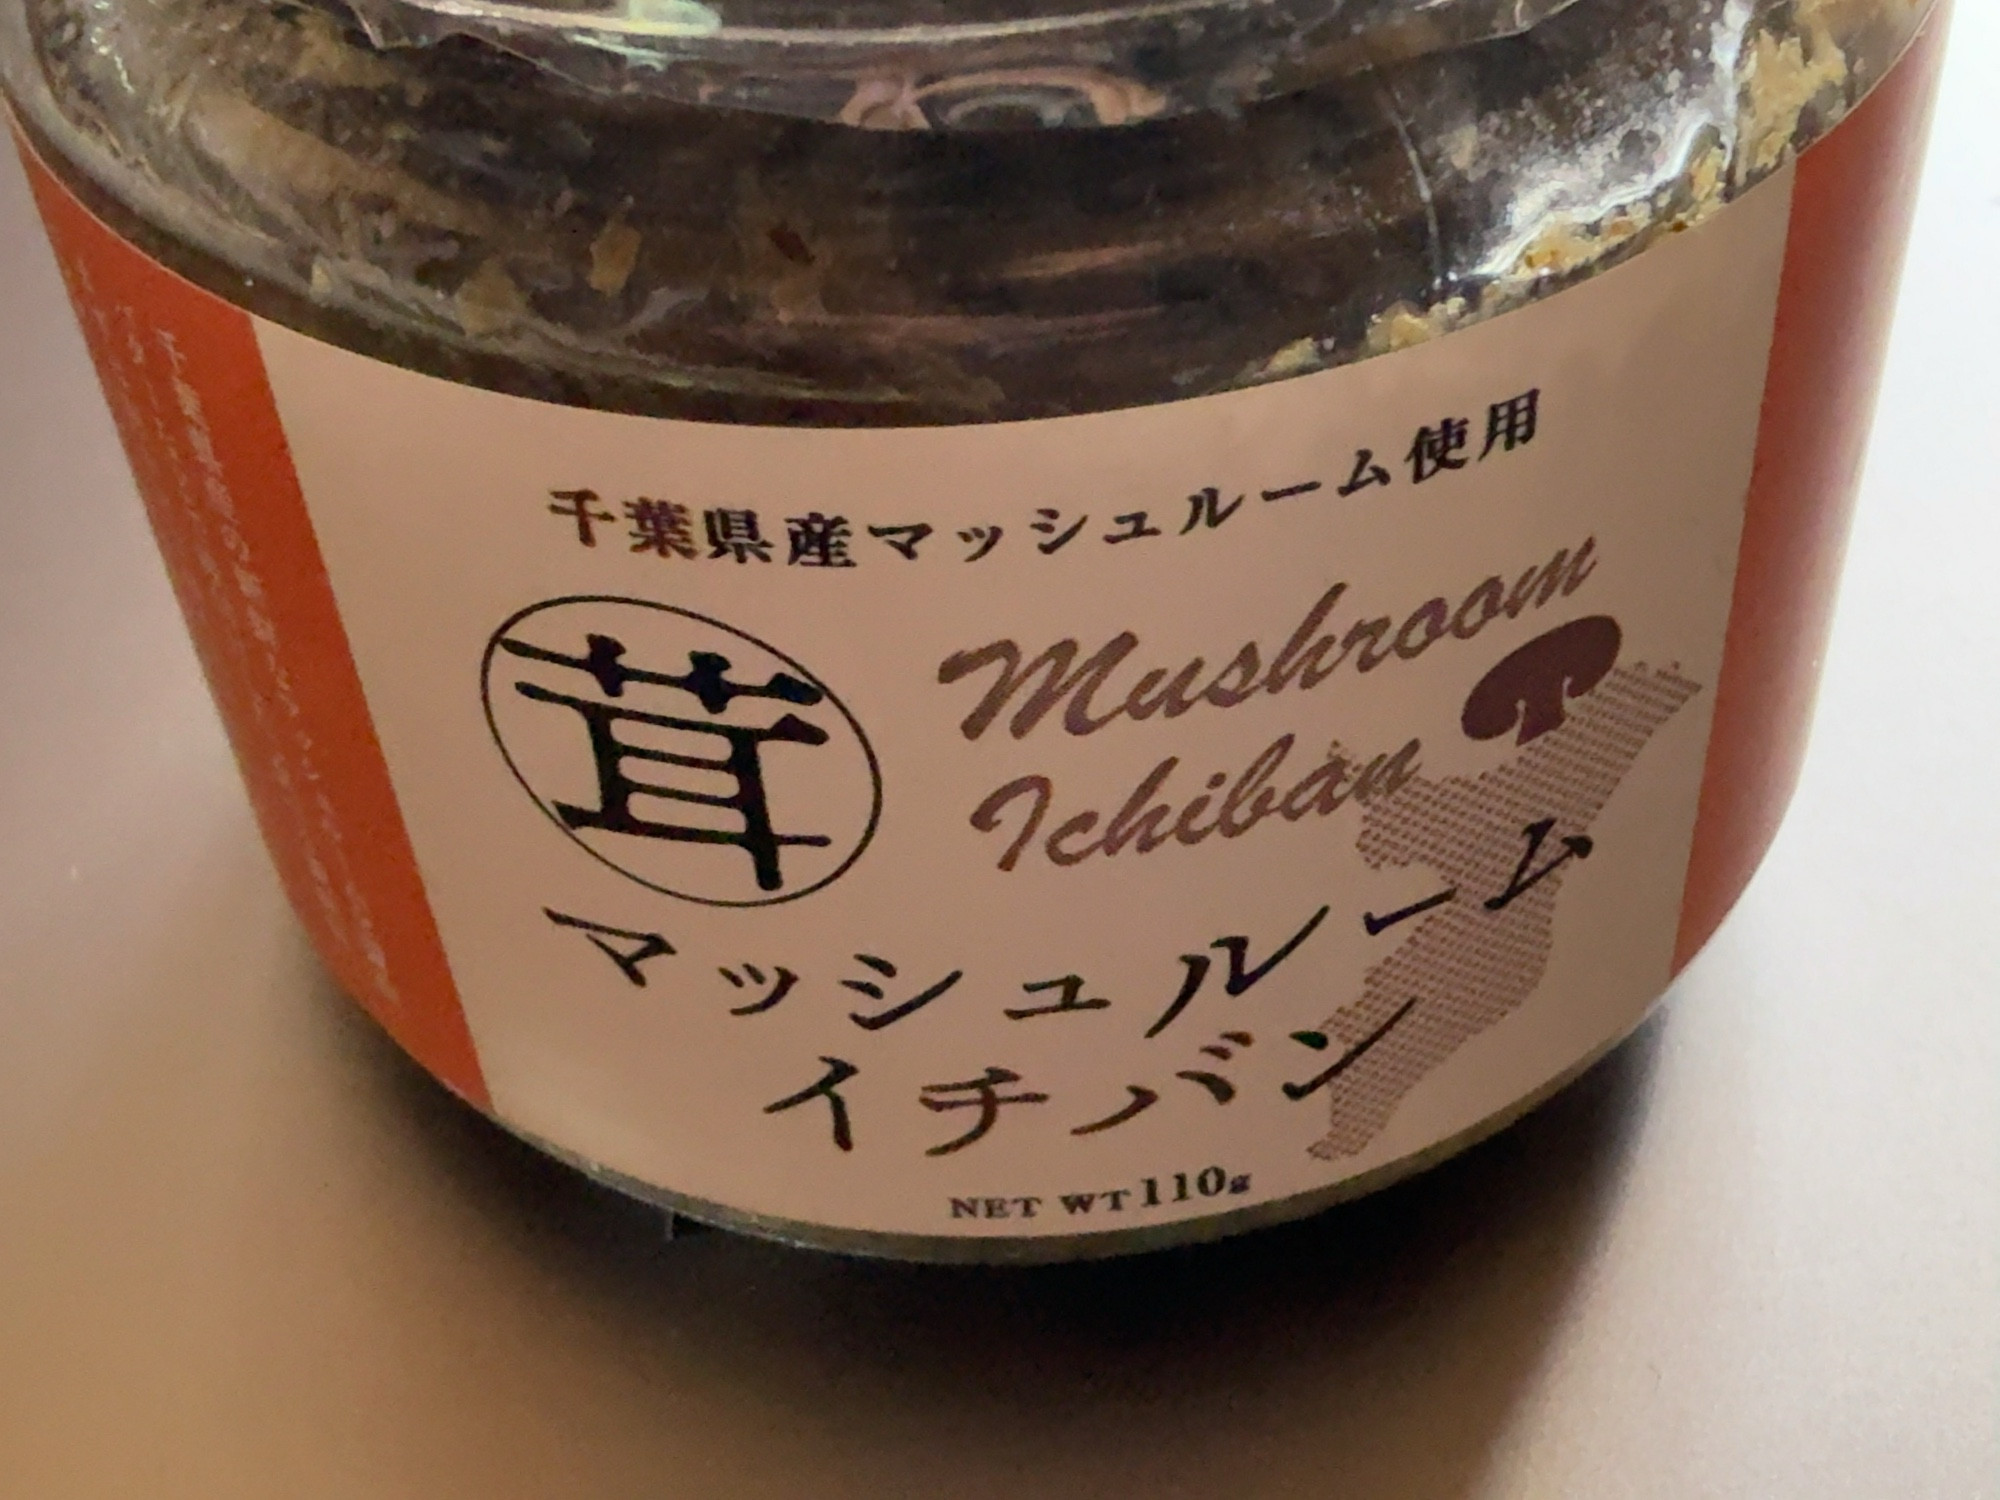 千葉県産マッシュルーム使用
茸
Mushroom
Ichiban
マッシュルーム
イチバン
NET WT 110g